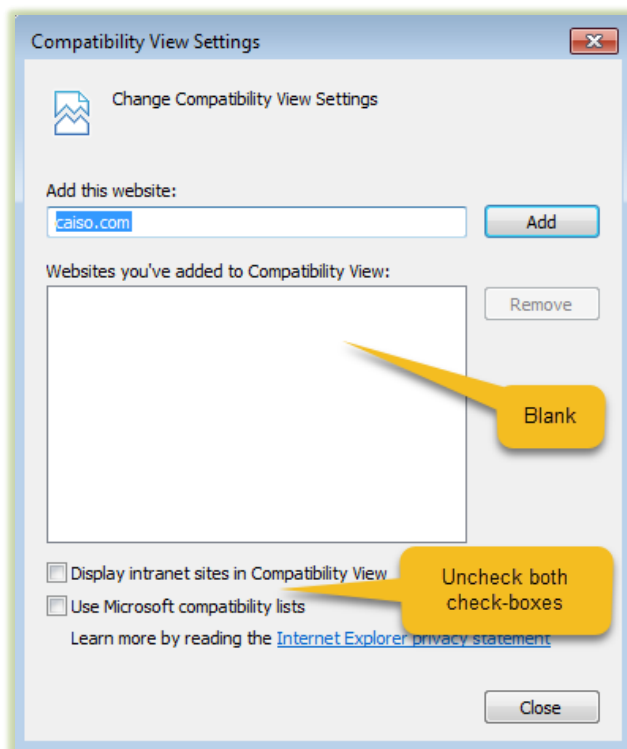 Compatibility View Settings
Change Compatibility View Settings
Add this website:
caiso.com
Add
Websites you've added to Compatibility View:
Remove
Blank
Display intranet sites in Compatibility View
Uncheck both
check-boxes
Use Microsoft compatibility lists
Learn more by reading the Internet Explorer privacy statement
Close